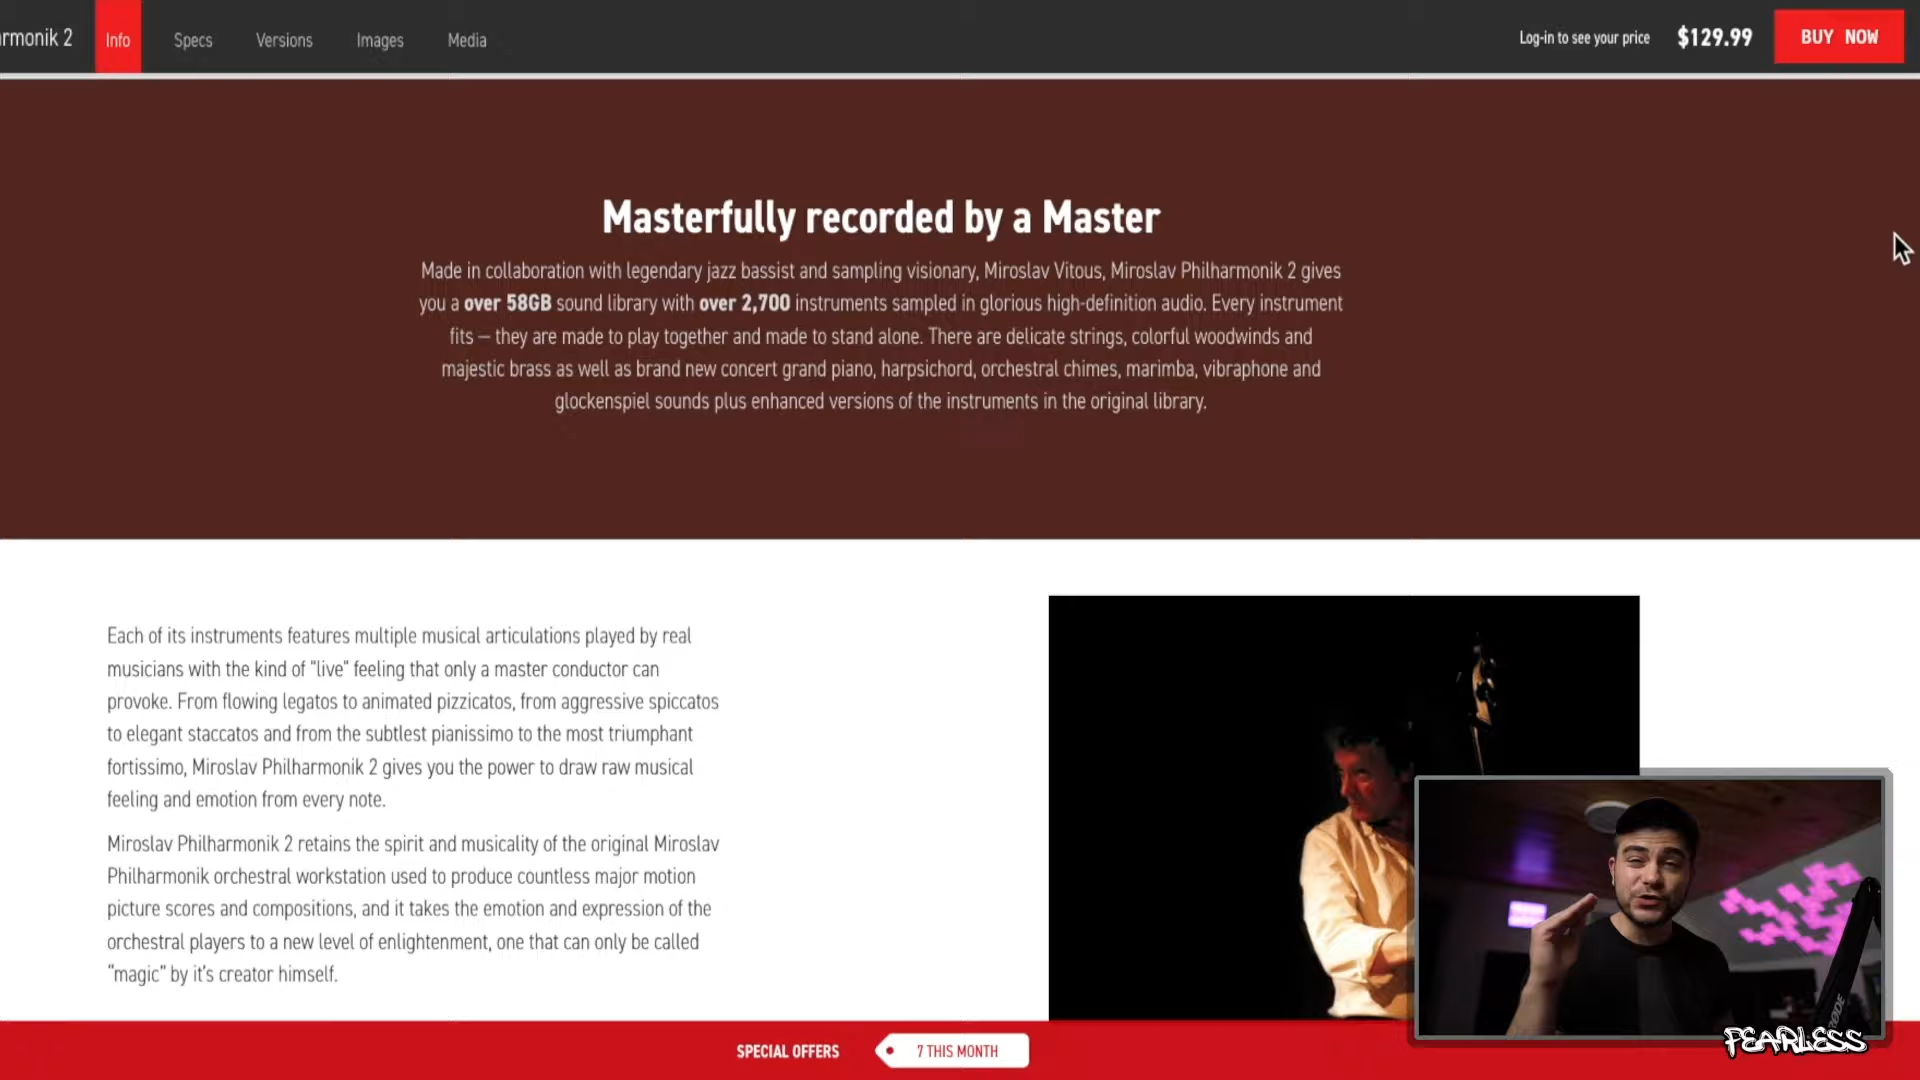 rmonik 2
Info
Specs
Versions
Images
Media
Log-in to see your price
$129.99
BUY NOW
Masterfully recorded by a Master
Made in collaboration with legendary jazz bassist and sampling visionary, Miroslav Vitous, Miroslav Philharmonik 2 gives
you a over 58GB sound library with over 2,700 instruments sampled in glorious high-definition audio. Every instrument
fits – they are made to play together and made to stand alone. There are delicate strings, colorful woodwinds and
majestic brass as well as brand new concert grand piano, harpsichord, orchestral chimes, marimba, vibraphone and
glockenspiel sounds plus enhanced versions of the instruments in the original library.
Each of its instruments features multiple musical articulations played by real
musicians with the kind of "live" feeling that only a master conductor can
provoke. From flowing legatos to animated pizzicatos, from aggressive spiccatos
to elegant staccatos and from the subtlest pianissimo to the most triumphant
fortissimo, Miroslav Philharmonik 2 gives you the power to draw raw musical
feeling and emotion from every note.
Miroslav Philharmonik 2 retains the spirit and musicality of the original Miroslav
Philharmonik orchestral workstation used to produce countless major motion
picture scores and compositions, and it takes the emotion and expression of the
orchestral players to a new level of enlightenment, one that can only be called
"magic" by it's creator himself.
RØDE
FEARLESS
SPECIAL OFFERS
7 THIS MONTH